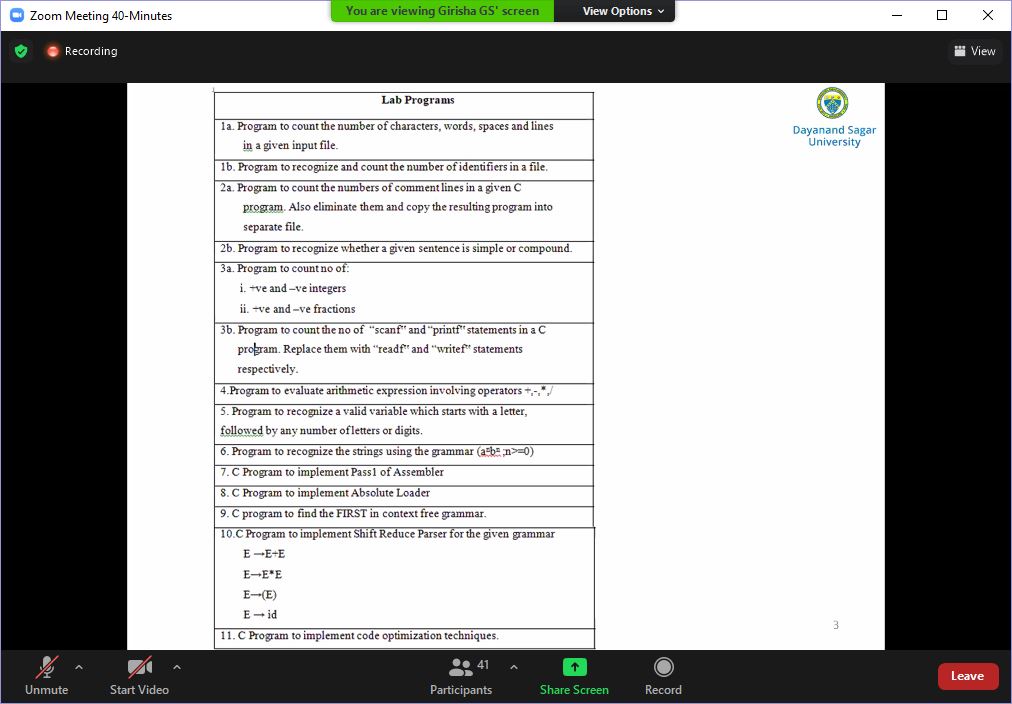 Zoom Meeting 40-Minutes
You are viewing Girisha GS' screen
View Options
Recording
View
Lab Programs
1a. Program to count the number of characters, words, spaces and lines
in a given input file.
1b. Program to recognize and count the number of identifiers in a file.
2a. Program to count the numbers of comment lines in a given C
program. Also eliminate them and copy the resulting program into
separate file.
2b. Program to recognize whether a given sentence is simple or compound.
3a. Program to count no of:
i. +ve and –ve integers
ii. +ve and –ve fractions
3b. Program to count the no of “scanf” and “printf” statements in a C
program. Replace them with “readf” and “writef” statements
respectively.
4.Program to evaluate arithmetic expression involving operators +,-,*,/
5. Program to recognize a valid variable which starts with a letter,
followed by any number of letters or digits.
6. Program to recognize the strings using the grammar (aⁿbⁿ ;n>=0)
7. C Program to implement Pass1 of Assembler
8. C Program to implement Absolute Loader
9. C program to find the FIRST in context free grammar.
10.C Program to implement Shift Reduce Parser for the given grammar
E →E+E
E→E*E
E→(E)
E → id
11. C Program to implement code optimization techniques.
Dayanand Sagar
University
3
Unmute
Start Video
41
Participants
Share Screen
Record
Leave